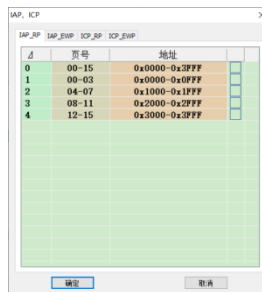 IAP, ICP
IAP_RP IAP_EWP ICP_RP ICP_EWP
页号 地址
0 00-15 0x0000-0x3FFF
1 00-03 0x0000-0x0FFF
2 04-07 0x1000-0x1FFF
3 08-11 0x2000-0x2FFF
4 12-15 0x3000-0x3FFF
确定 取消